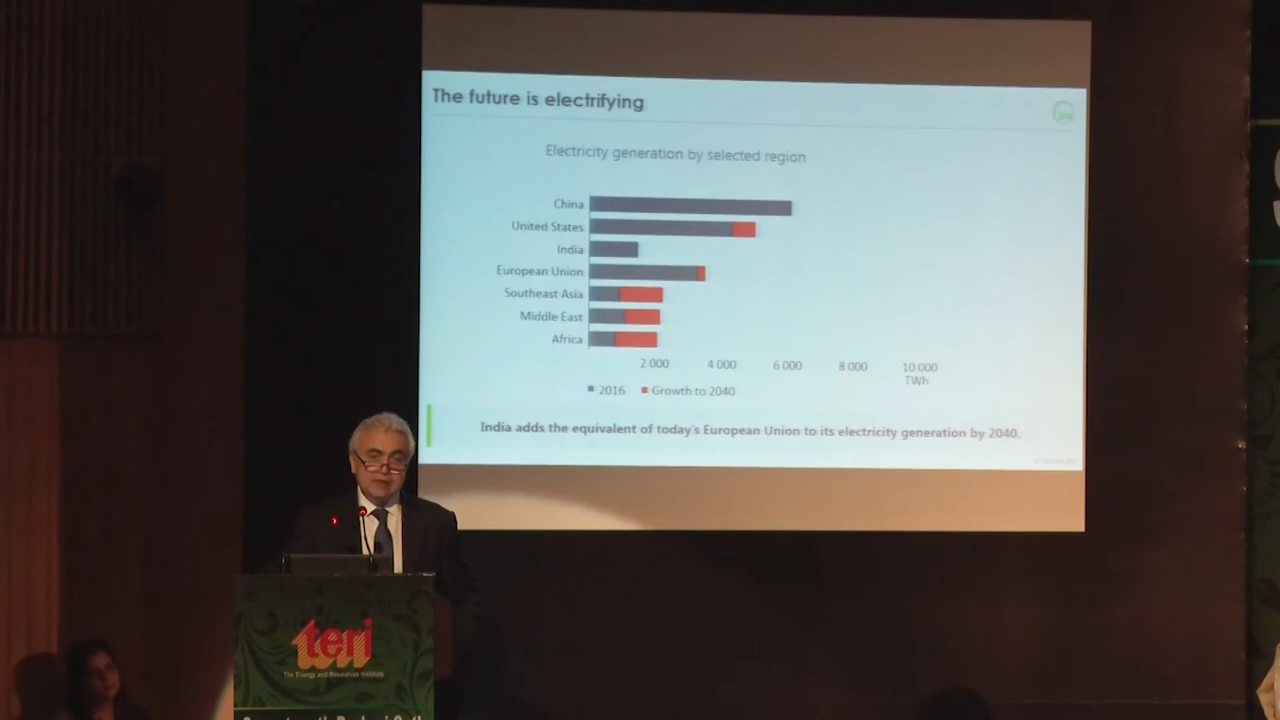 The future is electrifying
Electricity generation by selected region
China
United States
India
European Union
Southeast Asia
Middle East
Africa
2 000 4 000 6 000 8 000 10 000
TWh
2016 Growth to 2040
India adds the equivalent of today's European Union to its electricity generation by 2040.
teri
The Energy and Resources Institute